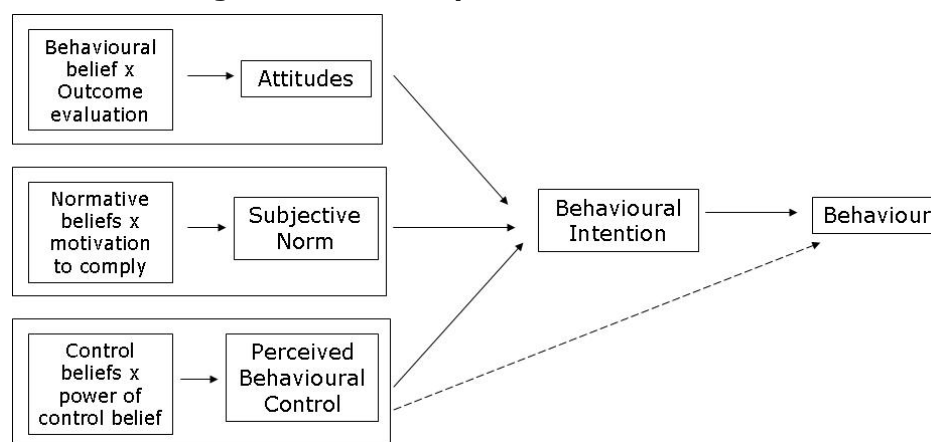 Behavioural
belief x
Outcome
evaluation
Attitudes
Normative
beliefs x
motivation
to comply
Subjective
Norm
Control
beliefs x
power of
control belief
Perceived
Behavioural
Control
Behavioural
Intention
Behaviour